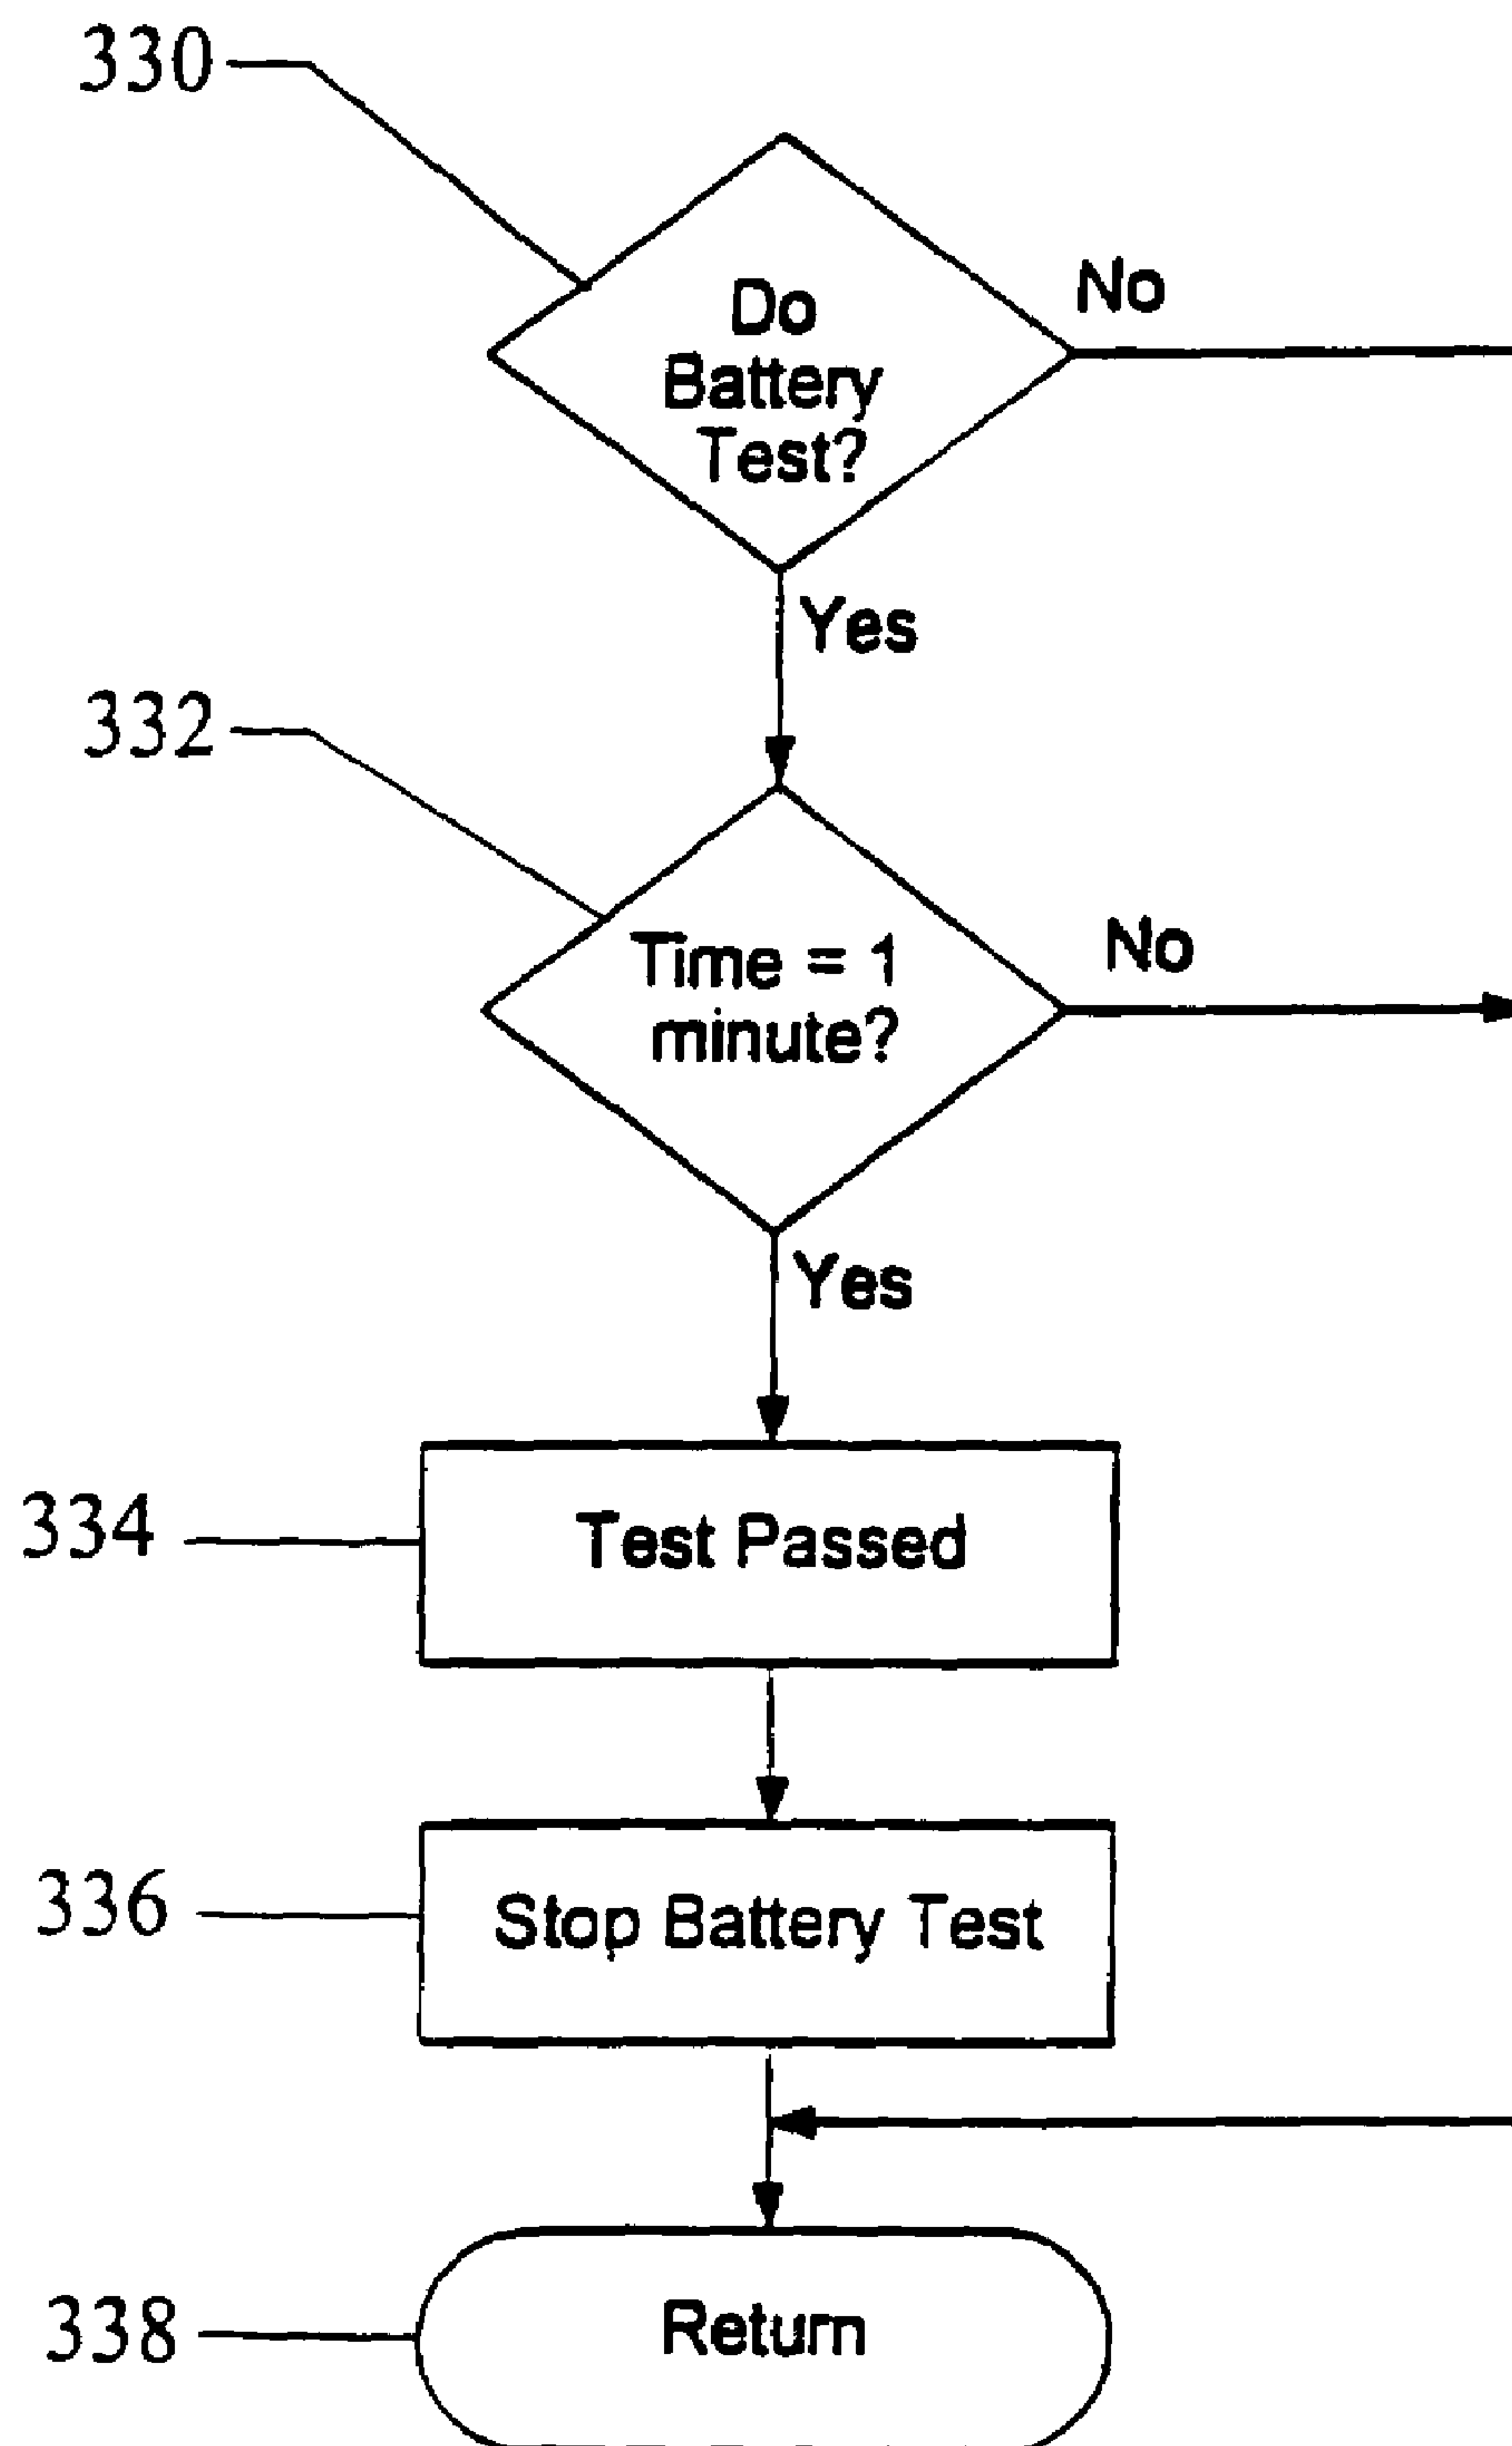 330
Do
Battery
Test?
No
Yes
332
Time = 1
minute?
No
Yes
334
Test Passed
336
Stop Battery Test
338
Return